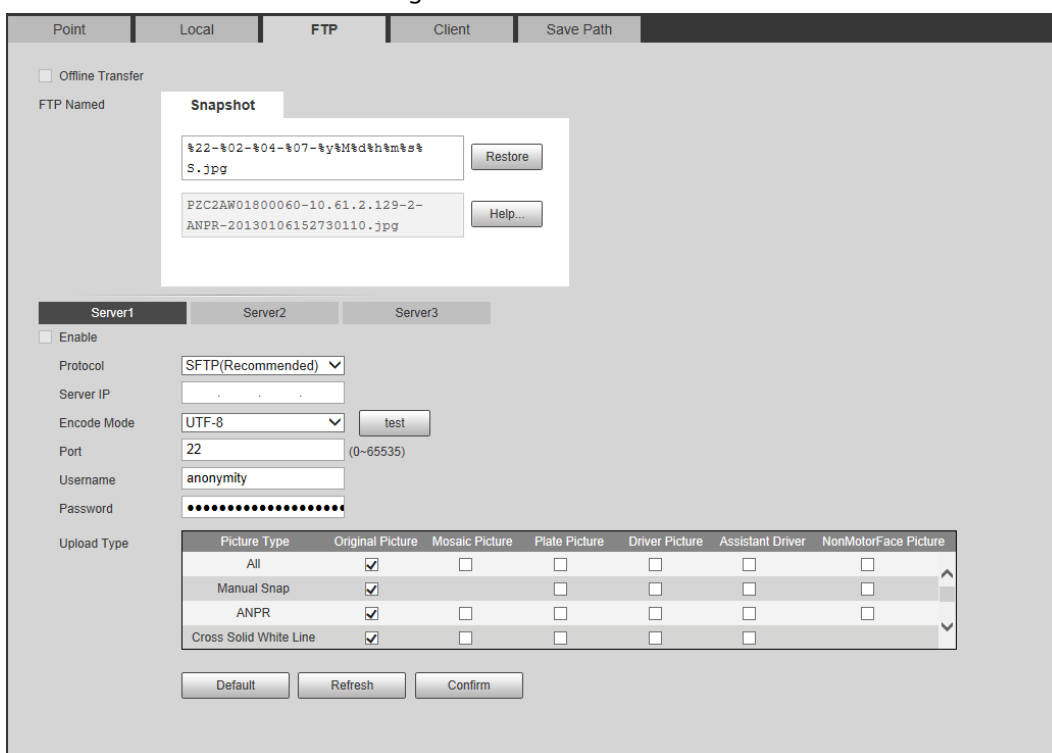 Point Local FTP Client Save Path
Offline Transfer
FTP Named Snapshot
%22-%02-%04-%07-%y%M%d%h%m%s%
S.jpg
Restore
PZC2AW01800060-10.61.2.129-2-
ANPR-20130106152730110.jpg
Help...
Server1 Server2 Server3
Enable
Protocol SFTP(Recommended)
Server IP . . .
Encode Mode UTF-8 test
Port 22 (0~65535)
Username anonymity
Password ●●●●●●●●●●●●●●●●●●●●
Upload Type Picture Type Original Picture Mosaic Picture Plate Picture Driver Picture Assistant Driver NonMotorFace Picture
All
Manual Snap
ANPR
Cross Solid White Line
Default Refresh Confirm